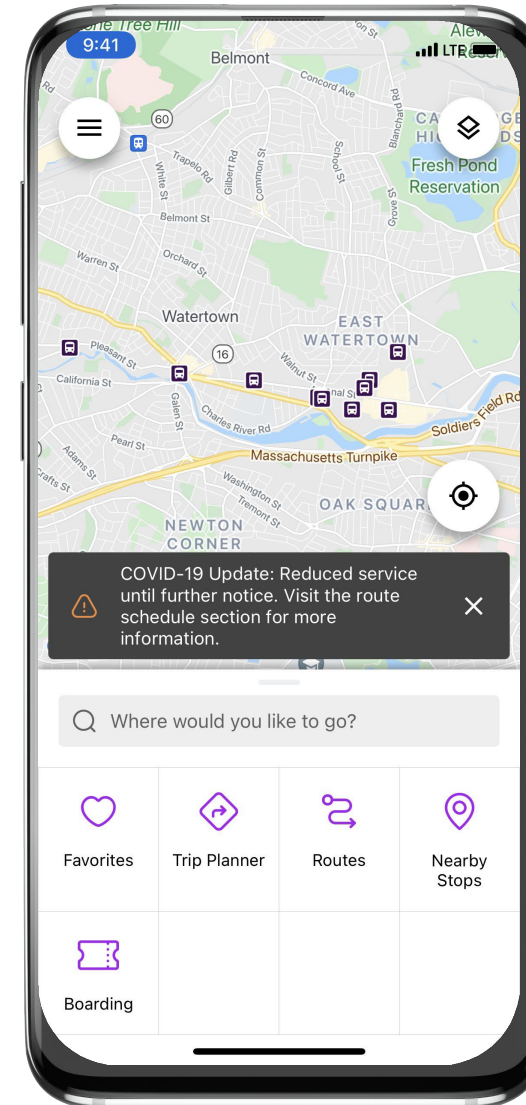 9:41
LTE
Belmont
Concord Ave
Blanchard Rd
60
Trapelo Rd
White St
Gilbert Rd
Common St
School St
Grove St
Fresh Pond
Reservation
Belmont St
Warren St
Orchard St
Watertown
EAST
WATERTOWN
16
Pleasant St
Walnut St
California St
Galen St
Charles River Rd
Soldiers Field Rd
Pearl St
Adams St
Massachusetts Turnpike
Washington St
Tremont St
NEWTON
CORNER
COVID-19 Update: Reduced service
until further notice. Visit the route
schedule section for more
information.
Where would you like to go?
Favorites
Trip Planner
Routes
Nearby
Stops
Boarding